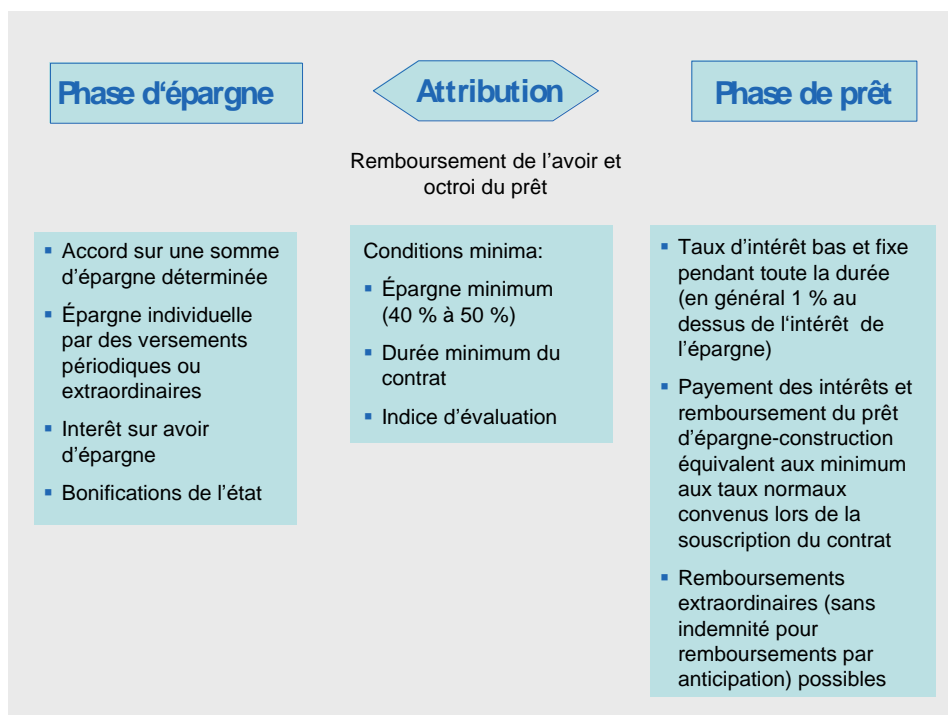 Phase d‘épargne
Attribution
Phase de prêt
Remboursement de l’avoir et
octroi du prêt
▪ Accord sur une somme
d’épargne déterminée
▪ Épargne individuelle
par des versements
périodiques ou
extraordinaires
▪ Interêt sur avoir
d’épargne
▪ Bonifications de l’état
Conditions minima:
▪ Épargne minimum
(40 % à 50 %)
▪ Durée minimum du
contrat
▪ Indice d’évaluation
▪ Taux d’intérêt bas et fixe
pendant toute la durée
(en général 1 % au
dessus de l‘intérêt de
l’épargne)
▪ Payement des intérêts et
remboursement du prêt
d’épargne-construction
équivalent aux minimum
aux taux normaux
convenus lors de la
souscription du contrat
▪ Remboursements
extraordinaires (sans
indemnité pour
remboursements par
anticipation) possibles